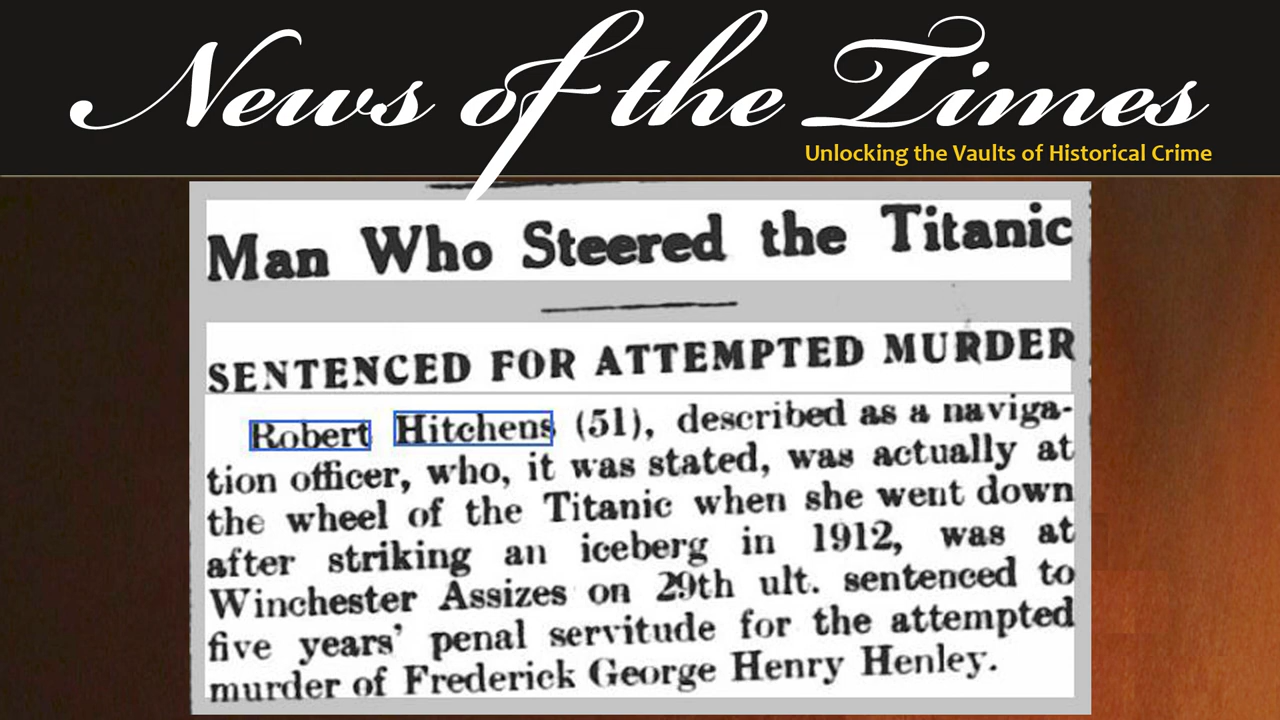 News of the Times
Unlocking the Vaults of Historical Crime
Man Who Steered the Titanic
SENTENCED FOR ATTEMPTED MURDER
Robert Hitchens (51), described as a naviga-
tion officer, who, it was stated, was actually at
the wheel of the Titanic when she went down
after striking an iceberg in 1912, was at
Winchester Assizes on 29th ult. sentenced to
five years' penal servitude for the attempted
murder of Frederick George Henry Henley.